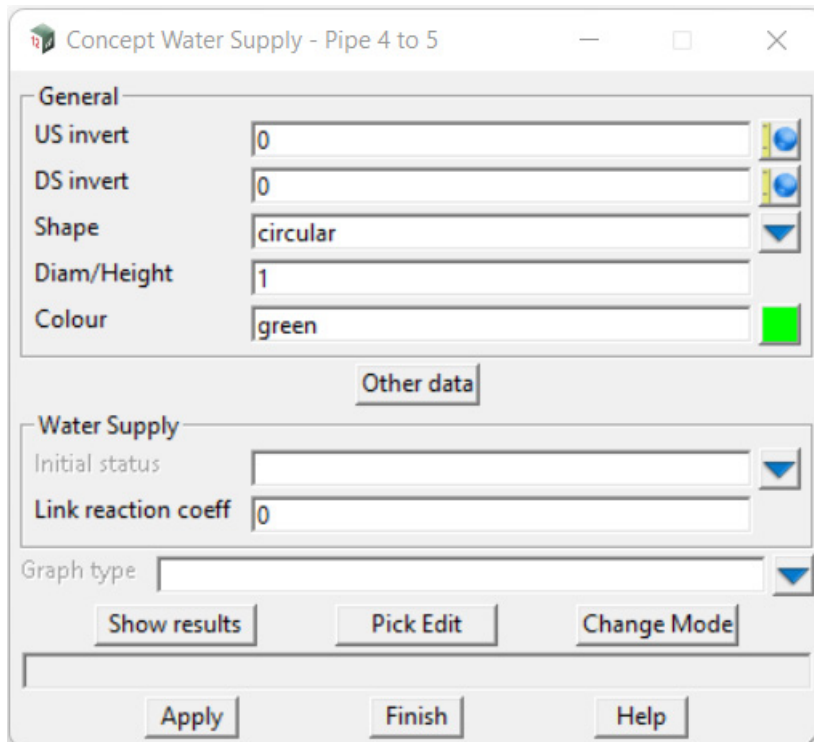 Concept Water Supply - Pipe 4 to 5
General
US invert 0
DS invert 0
Shape circular
Diam/Height 1
Colour green
Other data
Water Supply
Initial status
Link reaction coeff 0
Graph type
Show results Pick Edit Change Mode
Apply Finish Help